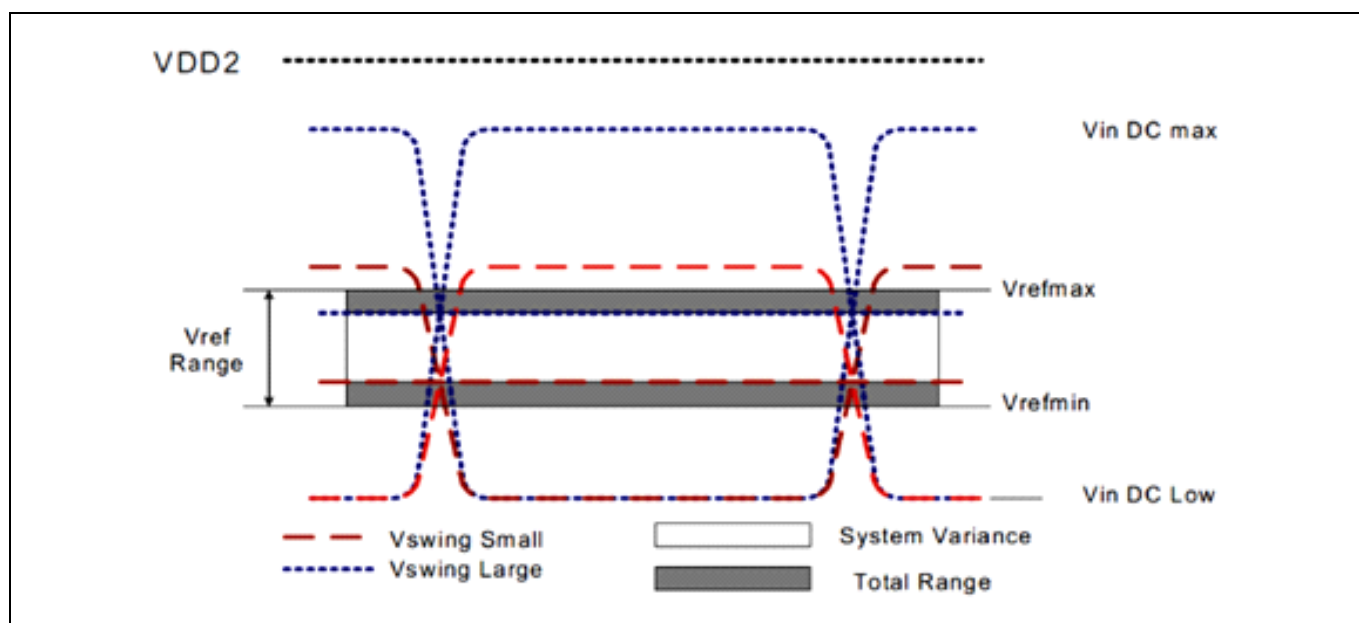 VDD2
Vin DC max
Vrefmax
Vref
Range
Vrefmin
Vin DC Low
Vswing Small
System Variance
Vswing Large
Total Range